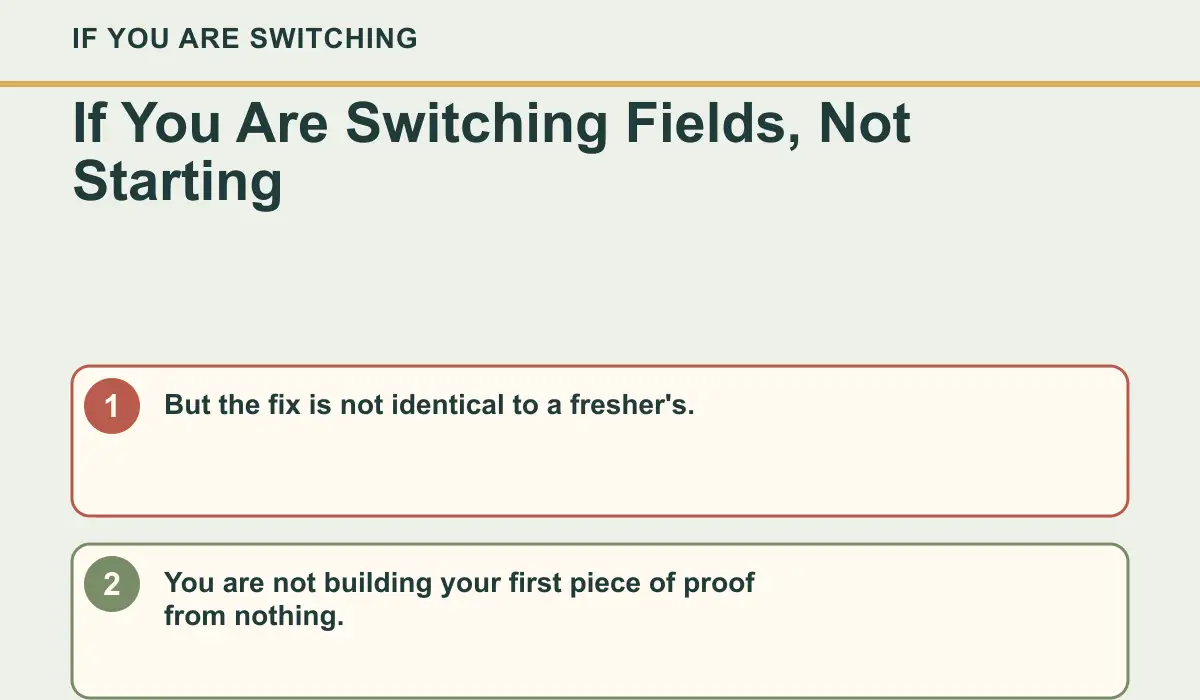 IF YOU ARE SWITCHING
If You Are Switching Fields, Not
Starting
1
But the fix is not identical to a fresher's.
2
You are not building your first piece of proof
from nothing.